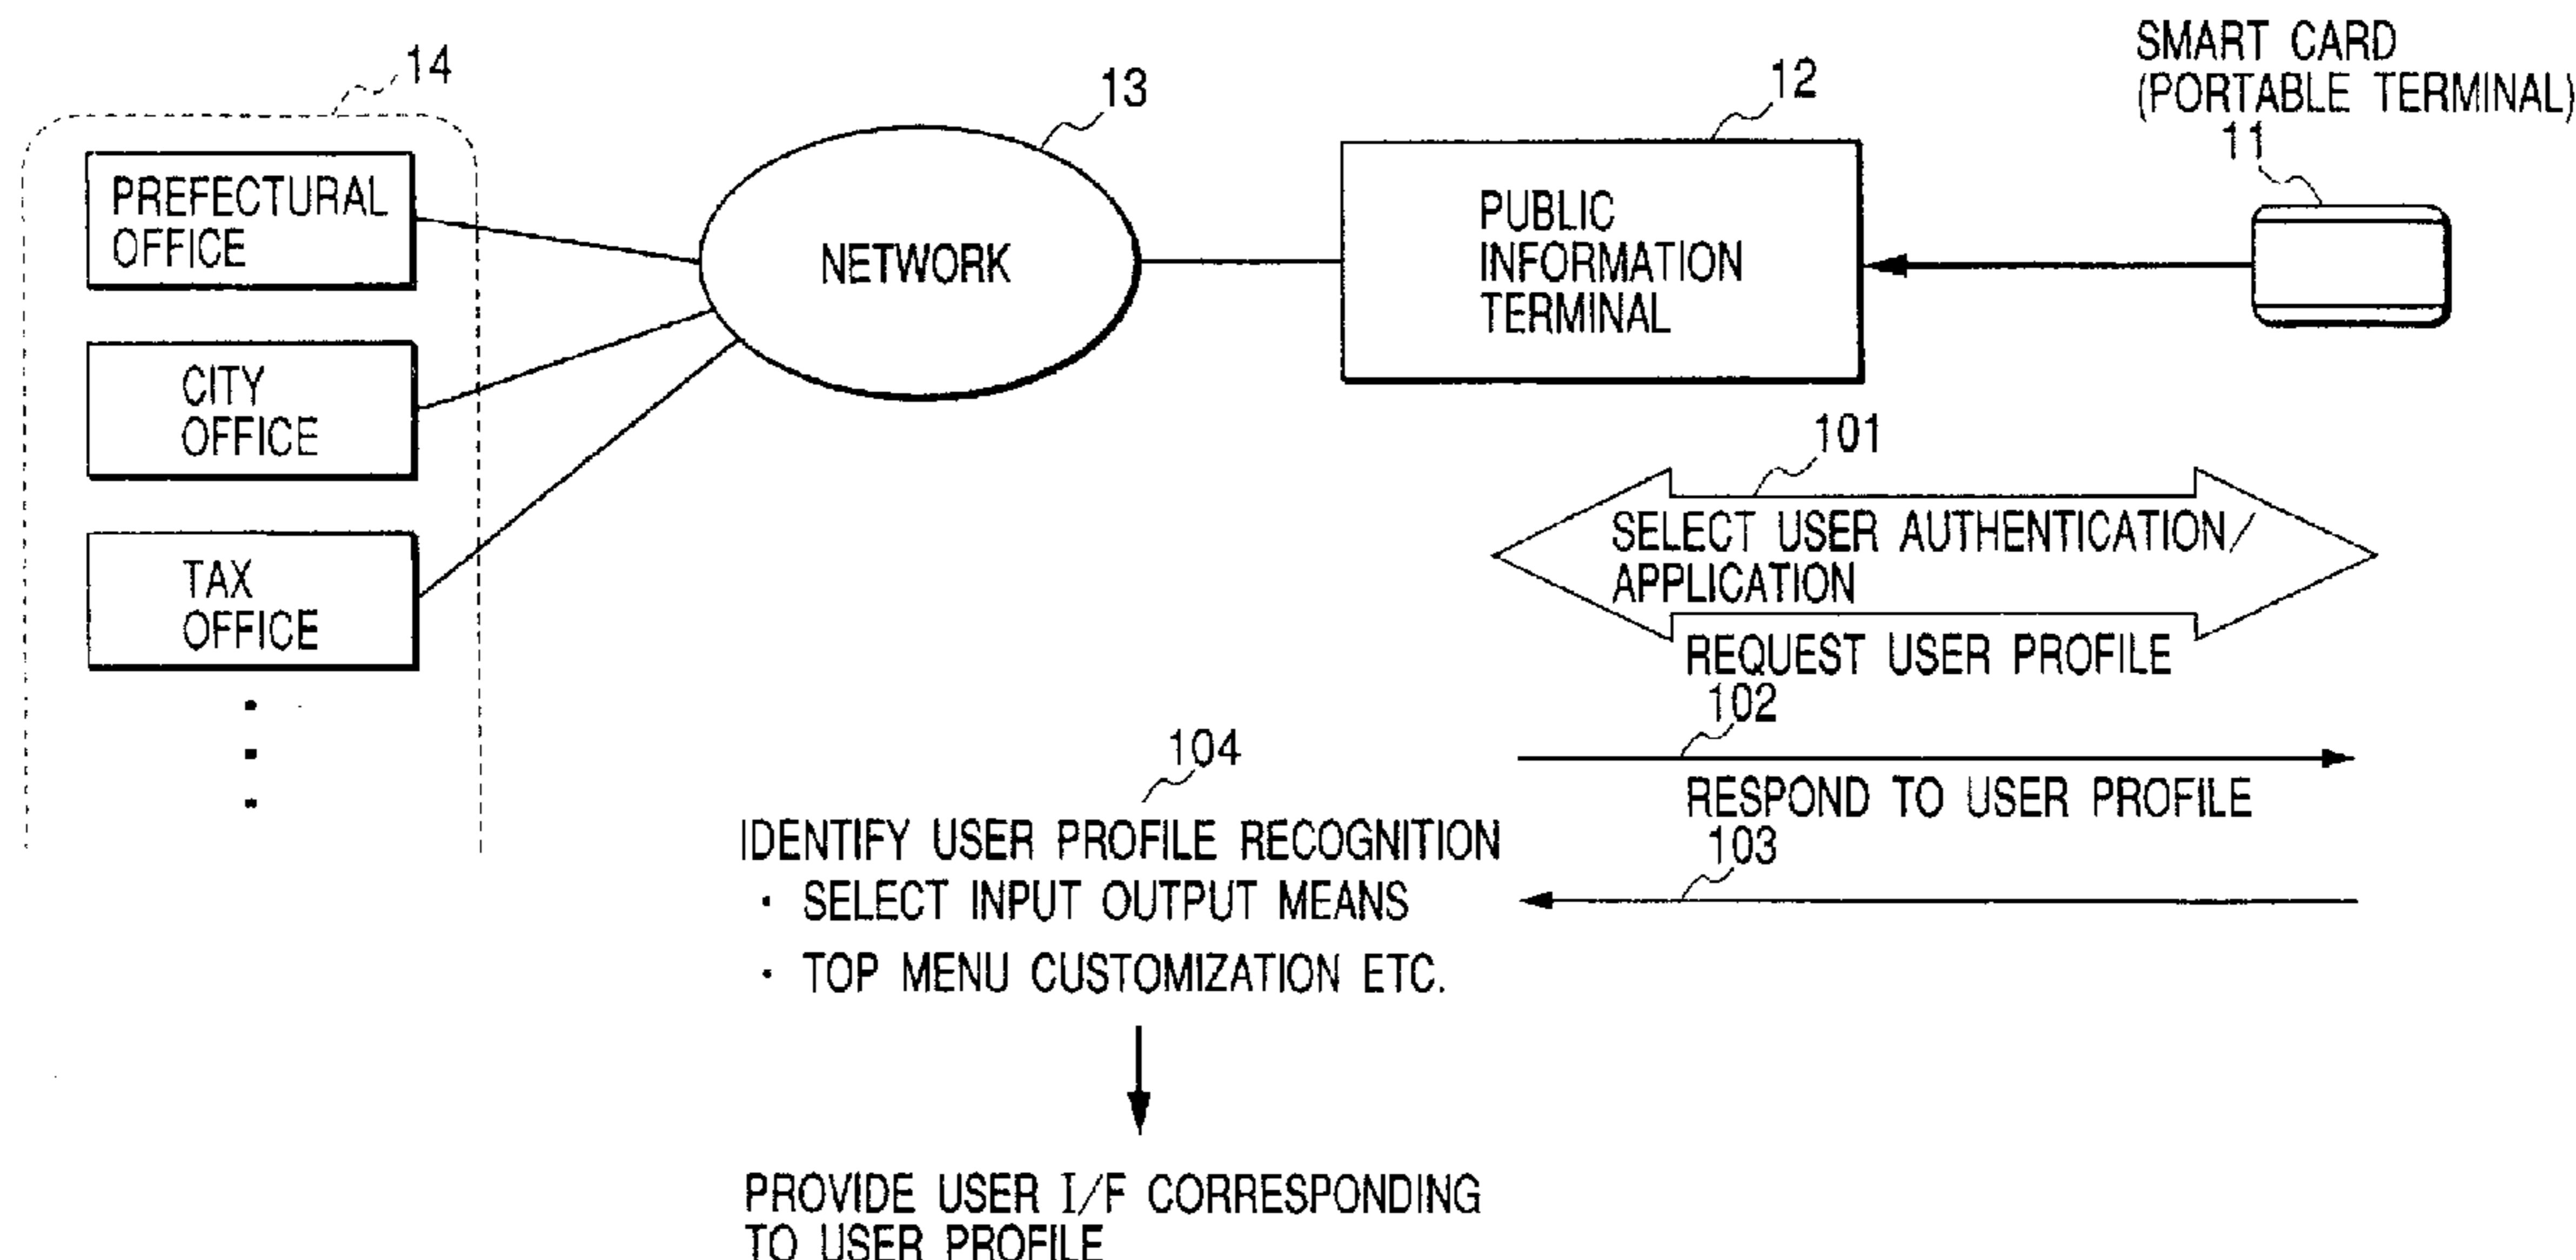 14
PREFECTURAL
OFFICE
CITY
OFFICE
TAX
OFFICE
13
NETWORK
12
PUBLIC
INFORMATION
TERMINAL
SMART CARD
(PORTABLE TERMINAL)
11
101
SELECT USER AUTHENTICATION/
APPLICATION
REQUEST USER PROFILE
102
RESPOND TO USER PROFILE
103
104
IDENTIFY USER PROFILE RECOGNITION
· SELECT INPUT OUTPUT MEANS
· TOP MENU CUSTOMIZATION ETC.
PROVIDE USER I/F CORRESPONDING
TO USER PROFILE